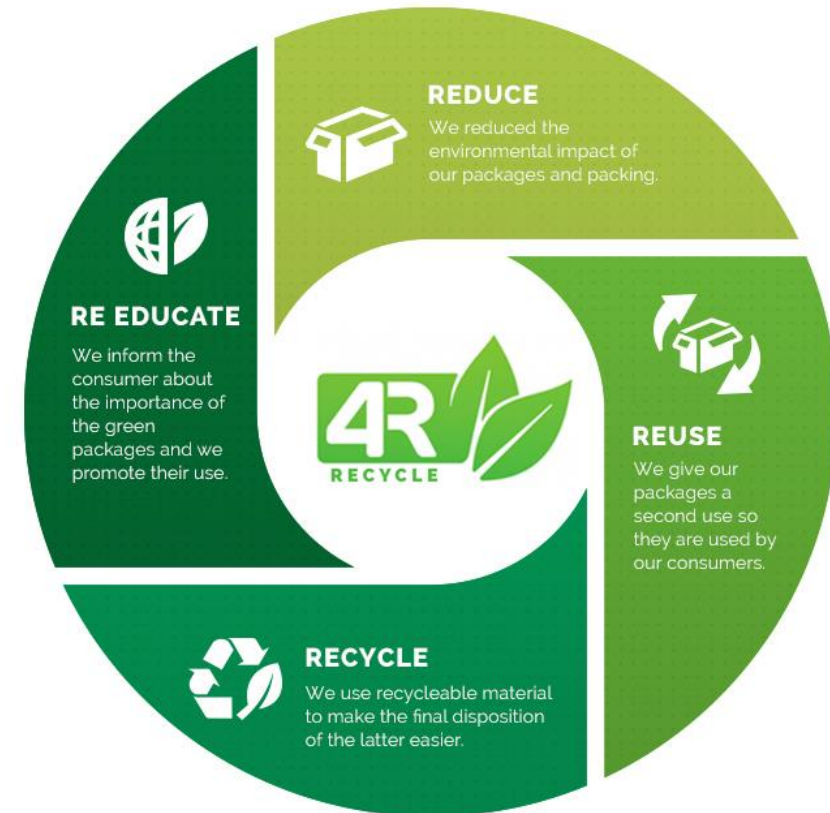 REDUCE
We reduced the
environmental impact of
our packages and packing.
REUSE
We give our
packages a
second use so
they are used by
our consumers.
RECYCLE
We use recycleable material
to make the final disposition
of the latter easier.
RE EDUCATE
We inform the
consumer about
the importance of
the green
packages and we
promote their use.
4R
RECYCLE